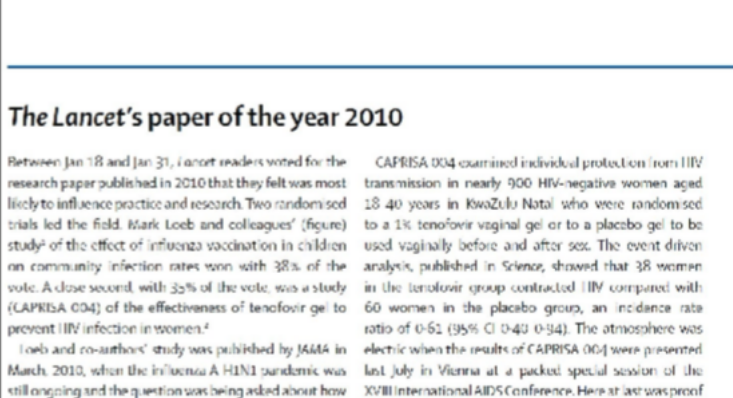 The Lancet's paper of the year 2010
Between Jan 18 and Jan 31, Lancet readers voted for the
research paper published in 2010 that they felt was most
likely to influence practice and research. Two randomised
trials led the field. Mark Loeb and colleagues' (figure)
study¹ of the effect of influenza vaccination in children
on community infection rates won with 38% of the
vote. A close second, with 35% of the vote, was a study
(CAPRISA 004) of the effectiveness of tenofovir gel to
prevent HIV infection in women.²
Loeb and co-authors' study was published by JAMA in
March, 2010, when the influenza A H1N1 pandemic was
still ongoing and the question was being asked about how
CAPRISA 004 examined individual protection from HIV
transmission in nearly 900 HIV-negative women aged
18–40 years in KwaZulu-Natal who were randomised
to a 1% tenofovir vaginal gel or to a placebo gel to be
used vaginally before and after sex. The event driven
analysis, published in Science, showed that 38 women
in the tenofovir group contracted HIV compared with
60 women in the placebo group, an incidence rate
ratio of 0·61 (95% CI 0·40–0·94). The atmosphere was
electric when the results of CAPRISA 004 were presented
last July in Vienna at a packed special session of the
XVIII International AIDS Conference. Here at last was proof